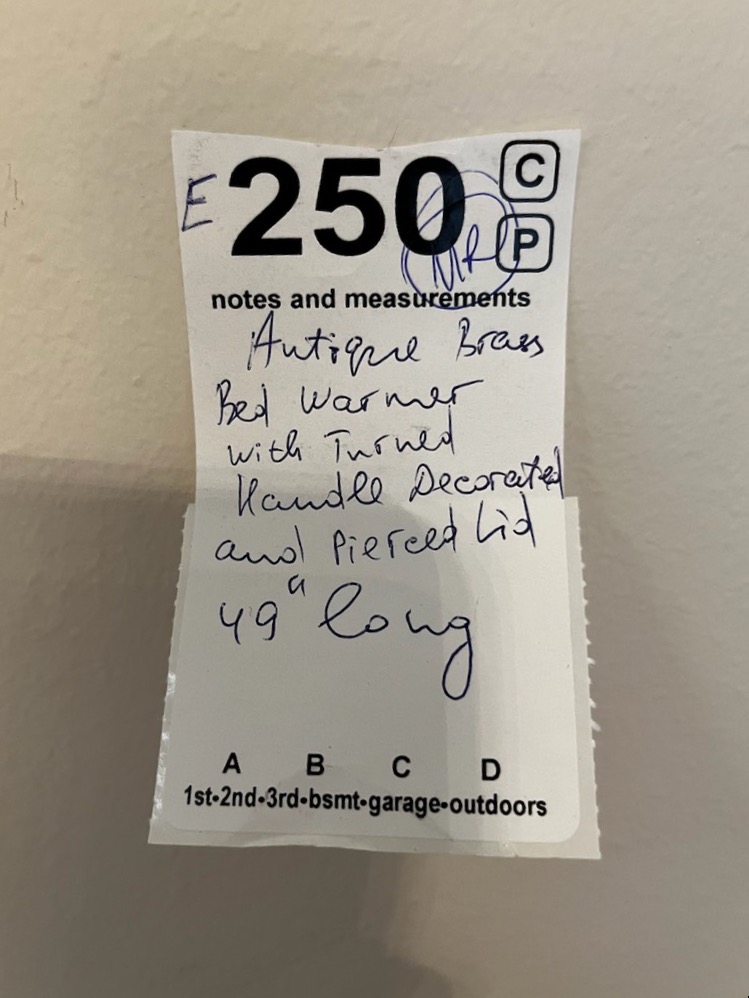 E 250 C
MR P
notes and measurements
Antique Brass
Bed Warmer
with Turned
Handle Decorated
and Pierced Lid
49" long
A B C D
1st•2nd•3rd•bsmt•garage•outdoors